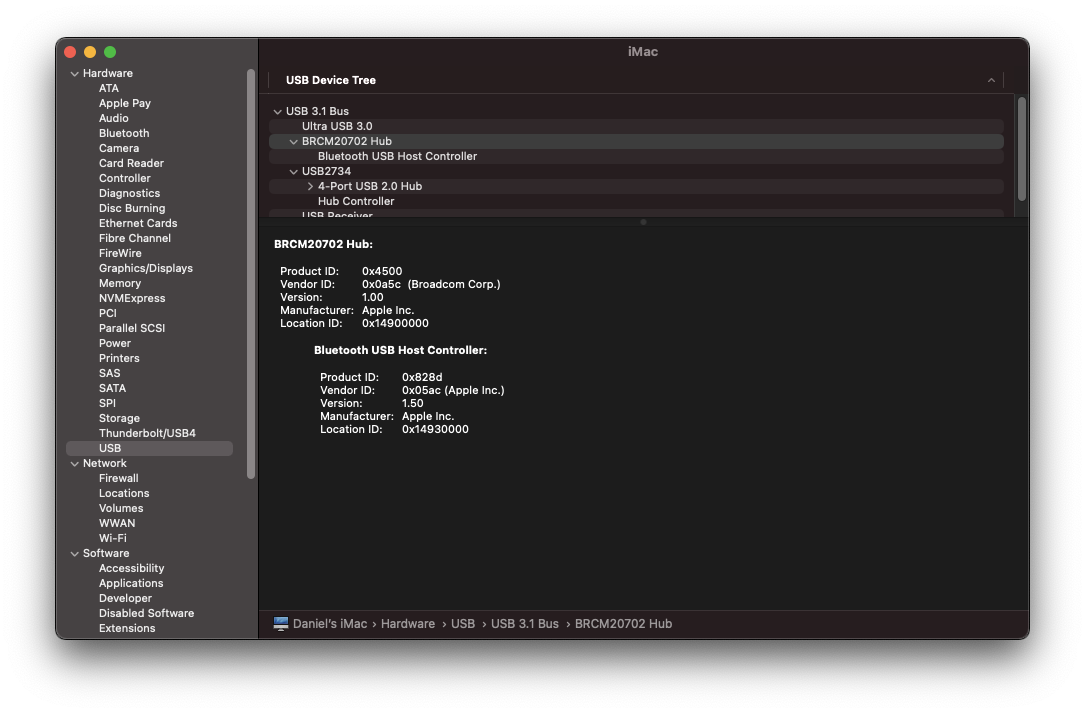 iMac
Hardware
ATA
Apple Pay
Audio
Bluetooth
Camera
Card Reader
Controller
Diagnostics
Disc Burning
Ethernet Cards
Fibre Channel
FireWire
Graphics/Displays
Memory
NVMExpress
PCI
Parallel SCSI
Power
Printers
SAS
SATA
SPI
Storage
Thunderbolt/USB4
USB
Network
Firewall
Locations
Volumes
WWAN
Wi-Fi
Software
Accessibility
Applications
Developer
Disabled Software
Extensions
USB Device Tree
USB 3.1 Bus
Ultra USB 3.0
BRCM20702 Hub
Bluetooth USB Host Controller
USB2734
4-Port USB 2.0 Hub
Hub Controller
USB Receiver
BRCM20702 Hub:
Product ID: 0x4500
Vendor ID: 0x0a5c (Broadcom Corp.)
Version: 1.00
Manufacturer: Apple Inc.
Location ID: 0x14900000
Bluetooth USB Host Controller:
Product ID: 0x828d
Vendor ID: 0x05ac (Apple Inc.)
Version: 1.50
Manufacturer: Apple Inc.
Location ID: 0x14930000
Daniel’s iMac › Hardware › USB › USB 3.1 Bus › BRCM20702 Hub